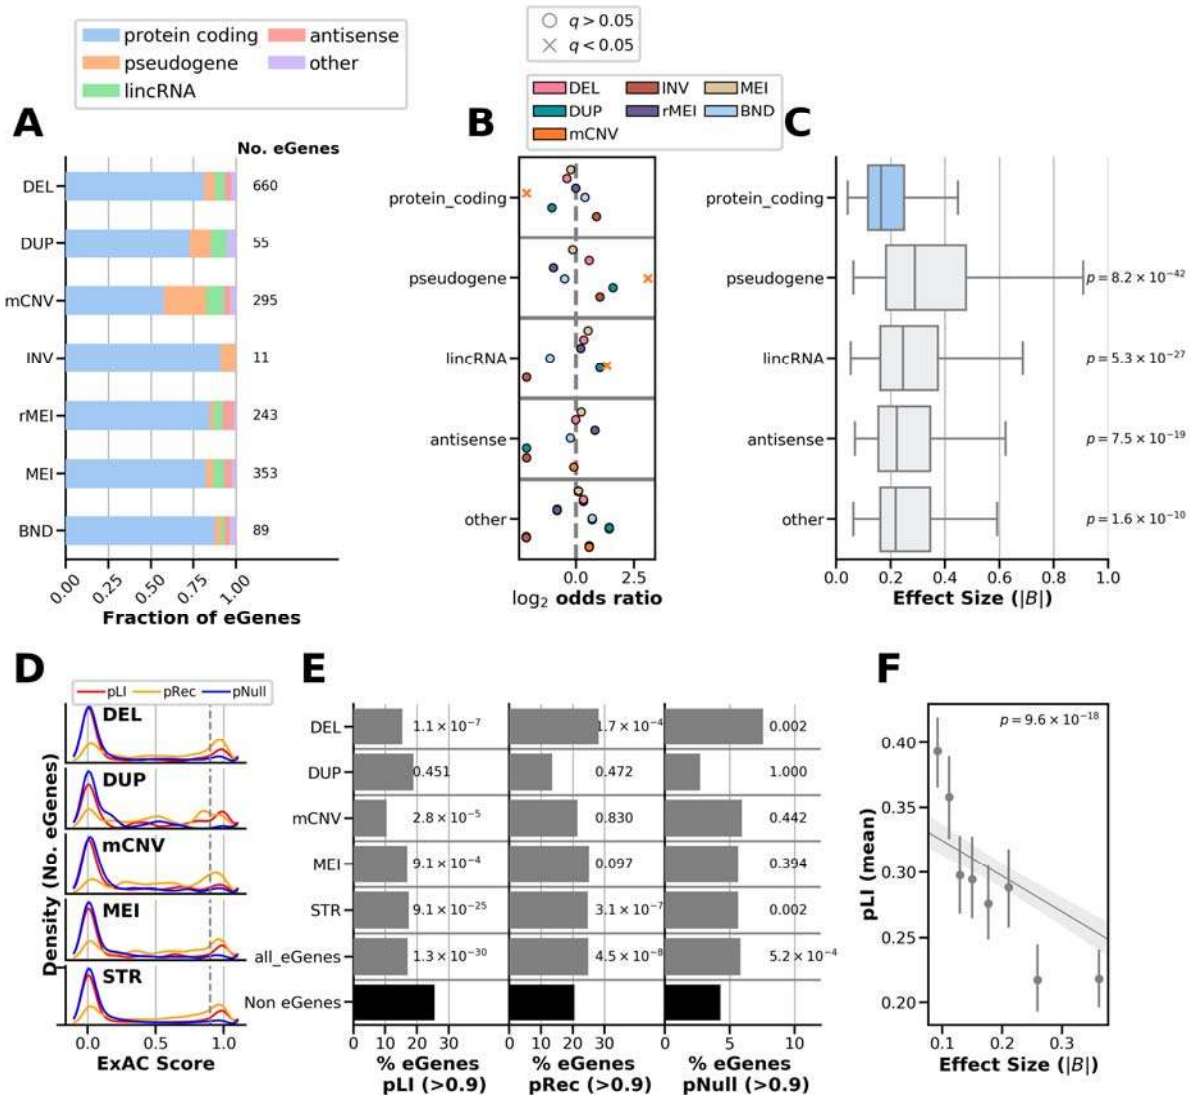 protein coding
antisense
pseudogene
other
lincRNA
q > 0.05
q < 0.05
DEL
INV
MEI
DUP
rMEI
BND
mCNV
A
No. eGenes
DEL
660
DUP
55
mCNV
295
INV
11
rMEI
243
MEI
353
BND
89
0.00
0.25
0.50
0.75
1.00
Fraction of eGenes
B
protein_coding
pseudogene
lincRNA
antisense
other
0.0
2.5
log₂ odds ratio
C
protein_coding
pseudogene
p = 8.2 × 10⁻⁴²
lincRNA
p = 5.3 × 10⁻²⁷
antisense
p = 7.5 × 10⁻¹⁹
other
p = 1.6 × 10⁻¹⁰
0.0
0.2
0.4
0.6
0.8
1.0
Effect Size (|B|)
D
pLI
pRec
pNull
DEL
DUP
mCNV
MEI
STR
Density (No. eGenes)
0.0
0.5
1.0
ExAC Score
E
DEL
1.1 × 10⁻⁷
1.7 × 10⁻⁴
0.002
DUP
0.451
0.472
1.000
mCNV
2.8 × 10⁻⁵
0.830
0.442
MEI
9.1 × 10⁻⁴
0.097
0.394
STR
9.1 × 10⁻²⁵
3.1 × 10⁻⁷
0.002
all_eGenes
1.3 × 10⁻³⁰
4.5 × 10⁻⁸
5.2 × 10⁻⁴
Non eGenes
0
10
20
30
0
10
20
30
0
5
10
% eGenes
pLI (>0.9)
% eGenes
pRec (>0.9)
% eGenes
pNull (>0.9)
F
p = 9.6 × 10⁻¹⁸
0.40
0.35
0.30
0.25
0.20
pLI (mean)
0.1
0.2
0.3
Effect Size (|B|)